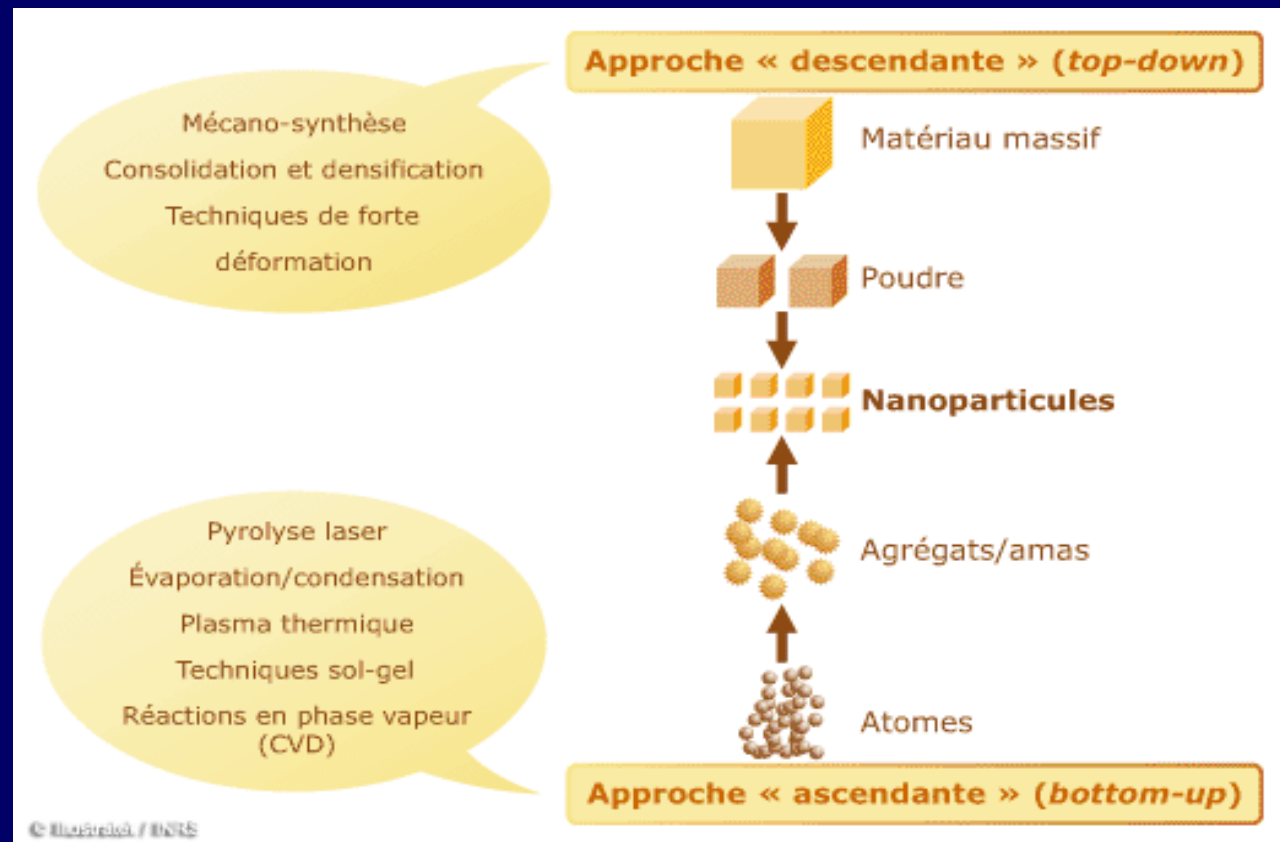 Approche « descendante » (top-down)
Mécano-synthèse
Consolidation et densification
Techniques de forte
déformation
Matériau massif
Poudre
Nanoparticules
Agrégats/amas
Atomes
Pyrolyse laser
Évaporation/condensation
Plasma thermique
Techniques sol-gel
Réactions en phase vapeur
(CVD)
Approche « ascendante » (bottom-up)
© / INRS